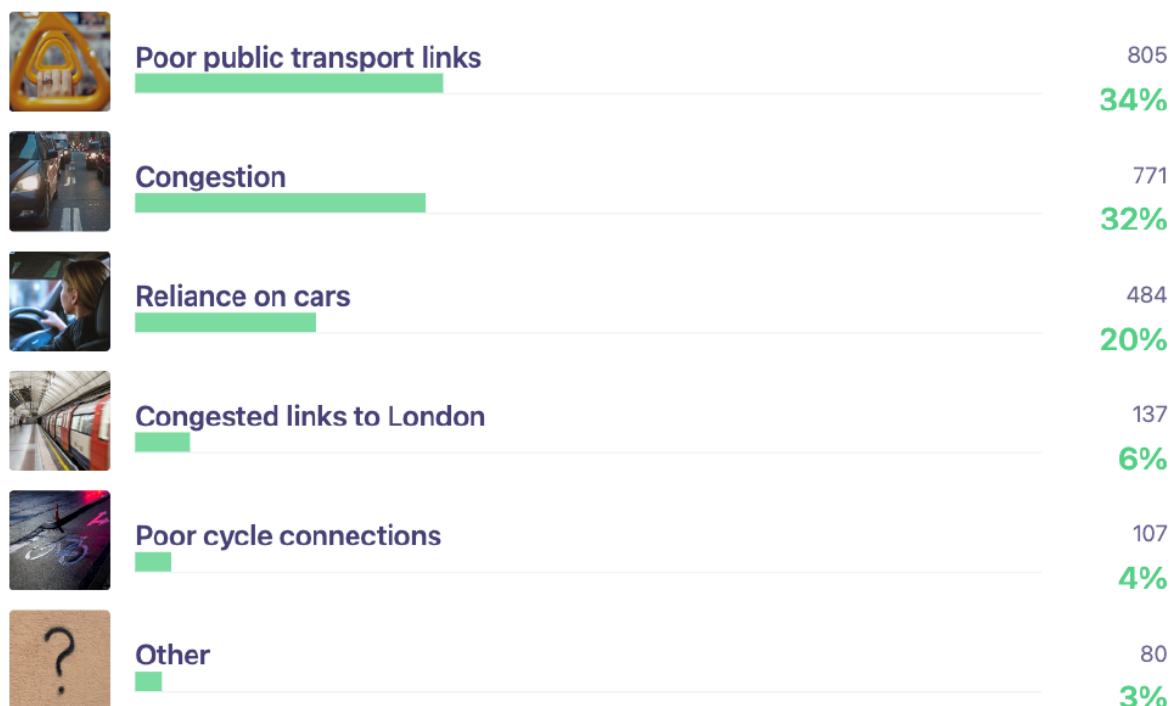 Poor public transport links
805
34%
Congestion
771
32%
Reliance on cars
484
20%
Congested links to London
137
6%
Poor cycle connections
107
4%
?
Other
80
3%